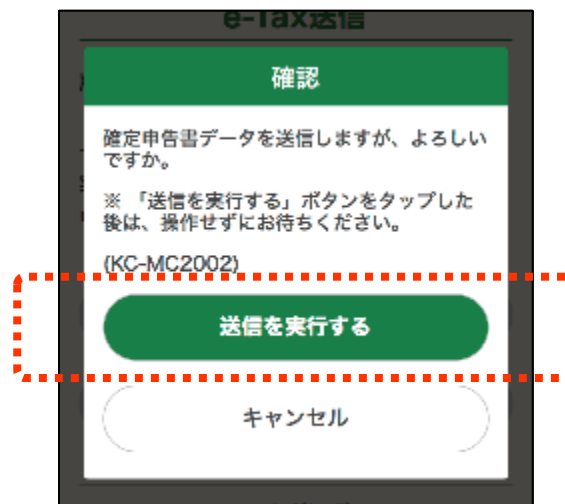 e-Tax送信
確認
確定申告書データを送信しますが、よろしい
ですか。
※ 「送信を実行する」ボタンをタップした
後は、操作せずにお待ちください。
(KC-MC2002)
送信を実行する
キャンセル